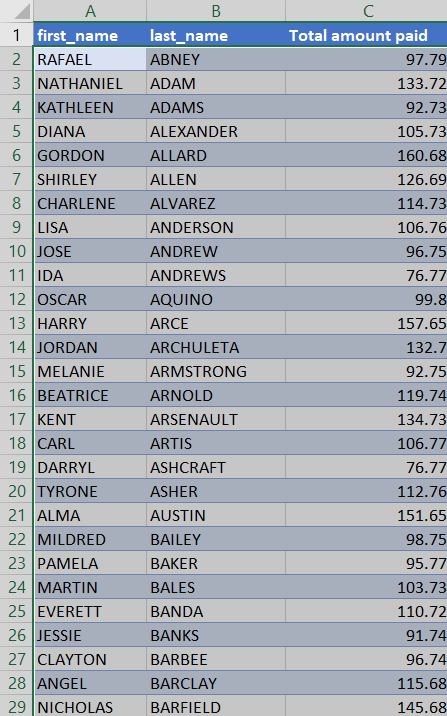 A B C
1 first_name last_name Total amount paid
2 RAFAEL ABNEY 97.79
3 NATHANIEL ADAM 133.72
4 KATHLEEN ADAMS 92.73
5 DIANA ALEXANDER 105.73
6 GORDON ALLARD 160.68
7 SHIRLEY ALLEN 126.69
8 CHARLENE ALVAREZ 114.73
9 LISA ANDERSON 106.76
10 JOSE ANDREW 96.75
11 IDA ANDREWS 76.77
12 OSCAR AQUINO 99.8
13 HARRY ARCE 157.65
14 JORDAN ARCHULETA 132.7
15 MELANIE ARMSTRONG 92.75
16 BEATRICE ARNOLD 119.74
17 KENT ARSENAULT 134.73
18 CARL ARTIS 106.77
19 DARRYL ASHCRAFT 76.77
20 TYRONE ASHER 112.76
21 ALMA AUSTIN 151.65
22 MILDRED BAILEY 98.75
23 PAMELA BAKER 95.77
24 MARTIN BALES 103.73
25 EVERETT BANDA 110.72
26 JESSIE BANKS 91.74
27 CLAYTON BARBEE 96.74
28 ANGEL BARCLAY 115.68
29 NICHOLAS BARFIELD 145.68